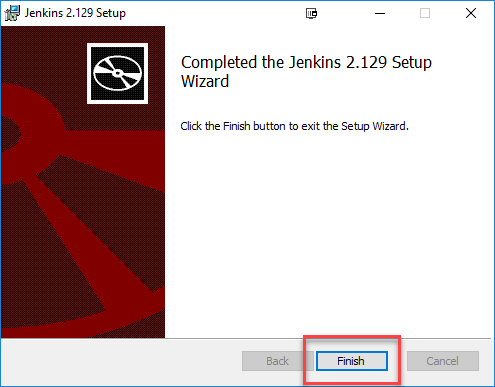 Jenkins 2.129 Setup
Completed the Jenkins 2.129 Setup
Wizard
Click the Finish button to exit the Setup Wizard.
Back
Finish
Cancel